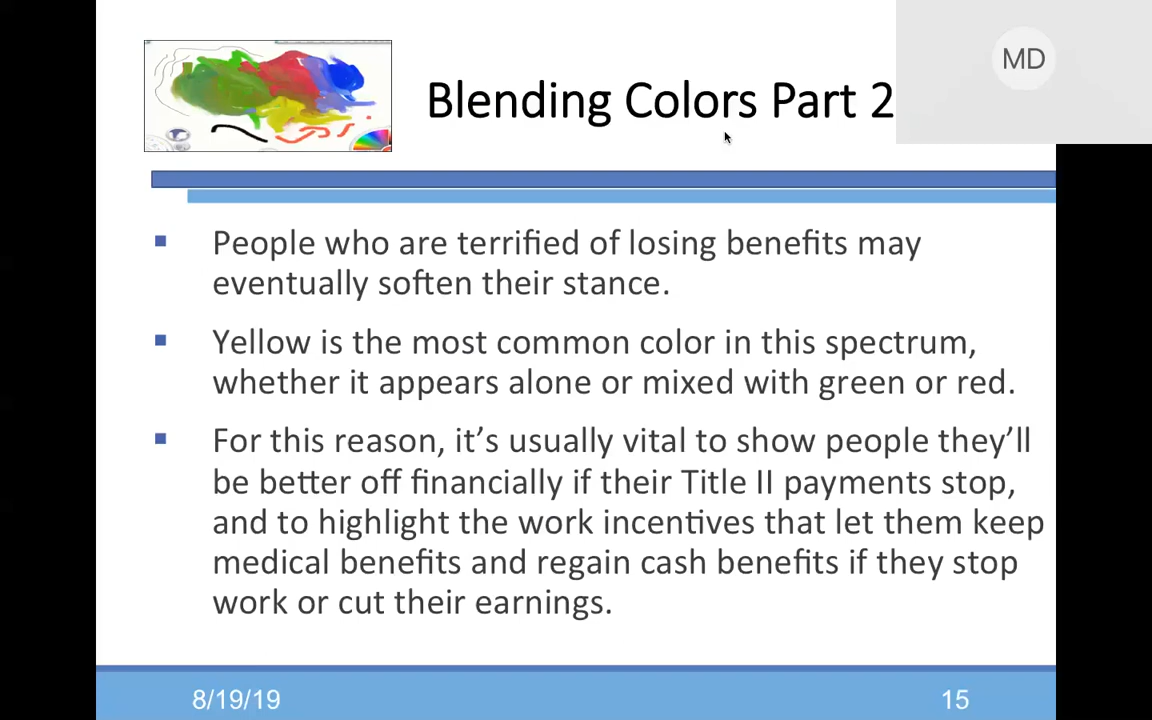 MD
Blending Colors Part 2
▪ People who are terrified of losing benefits may
eventually soften their stance.
▪ Yellow is the most common color in this spectrum,
whether it appears alone or mixed with green or red.
▪ For this reason, it’s usually vital to show people they’ll
be better off financially if their Title II payments stop,
and to highlight the work incentives that let them keep
medical benefits and regain cash benefits if they stop
work or cut their earnings.
8/19/19
15